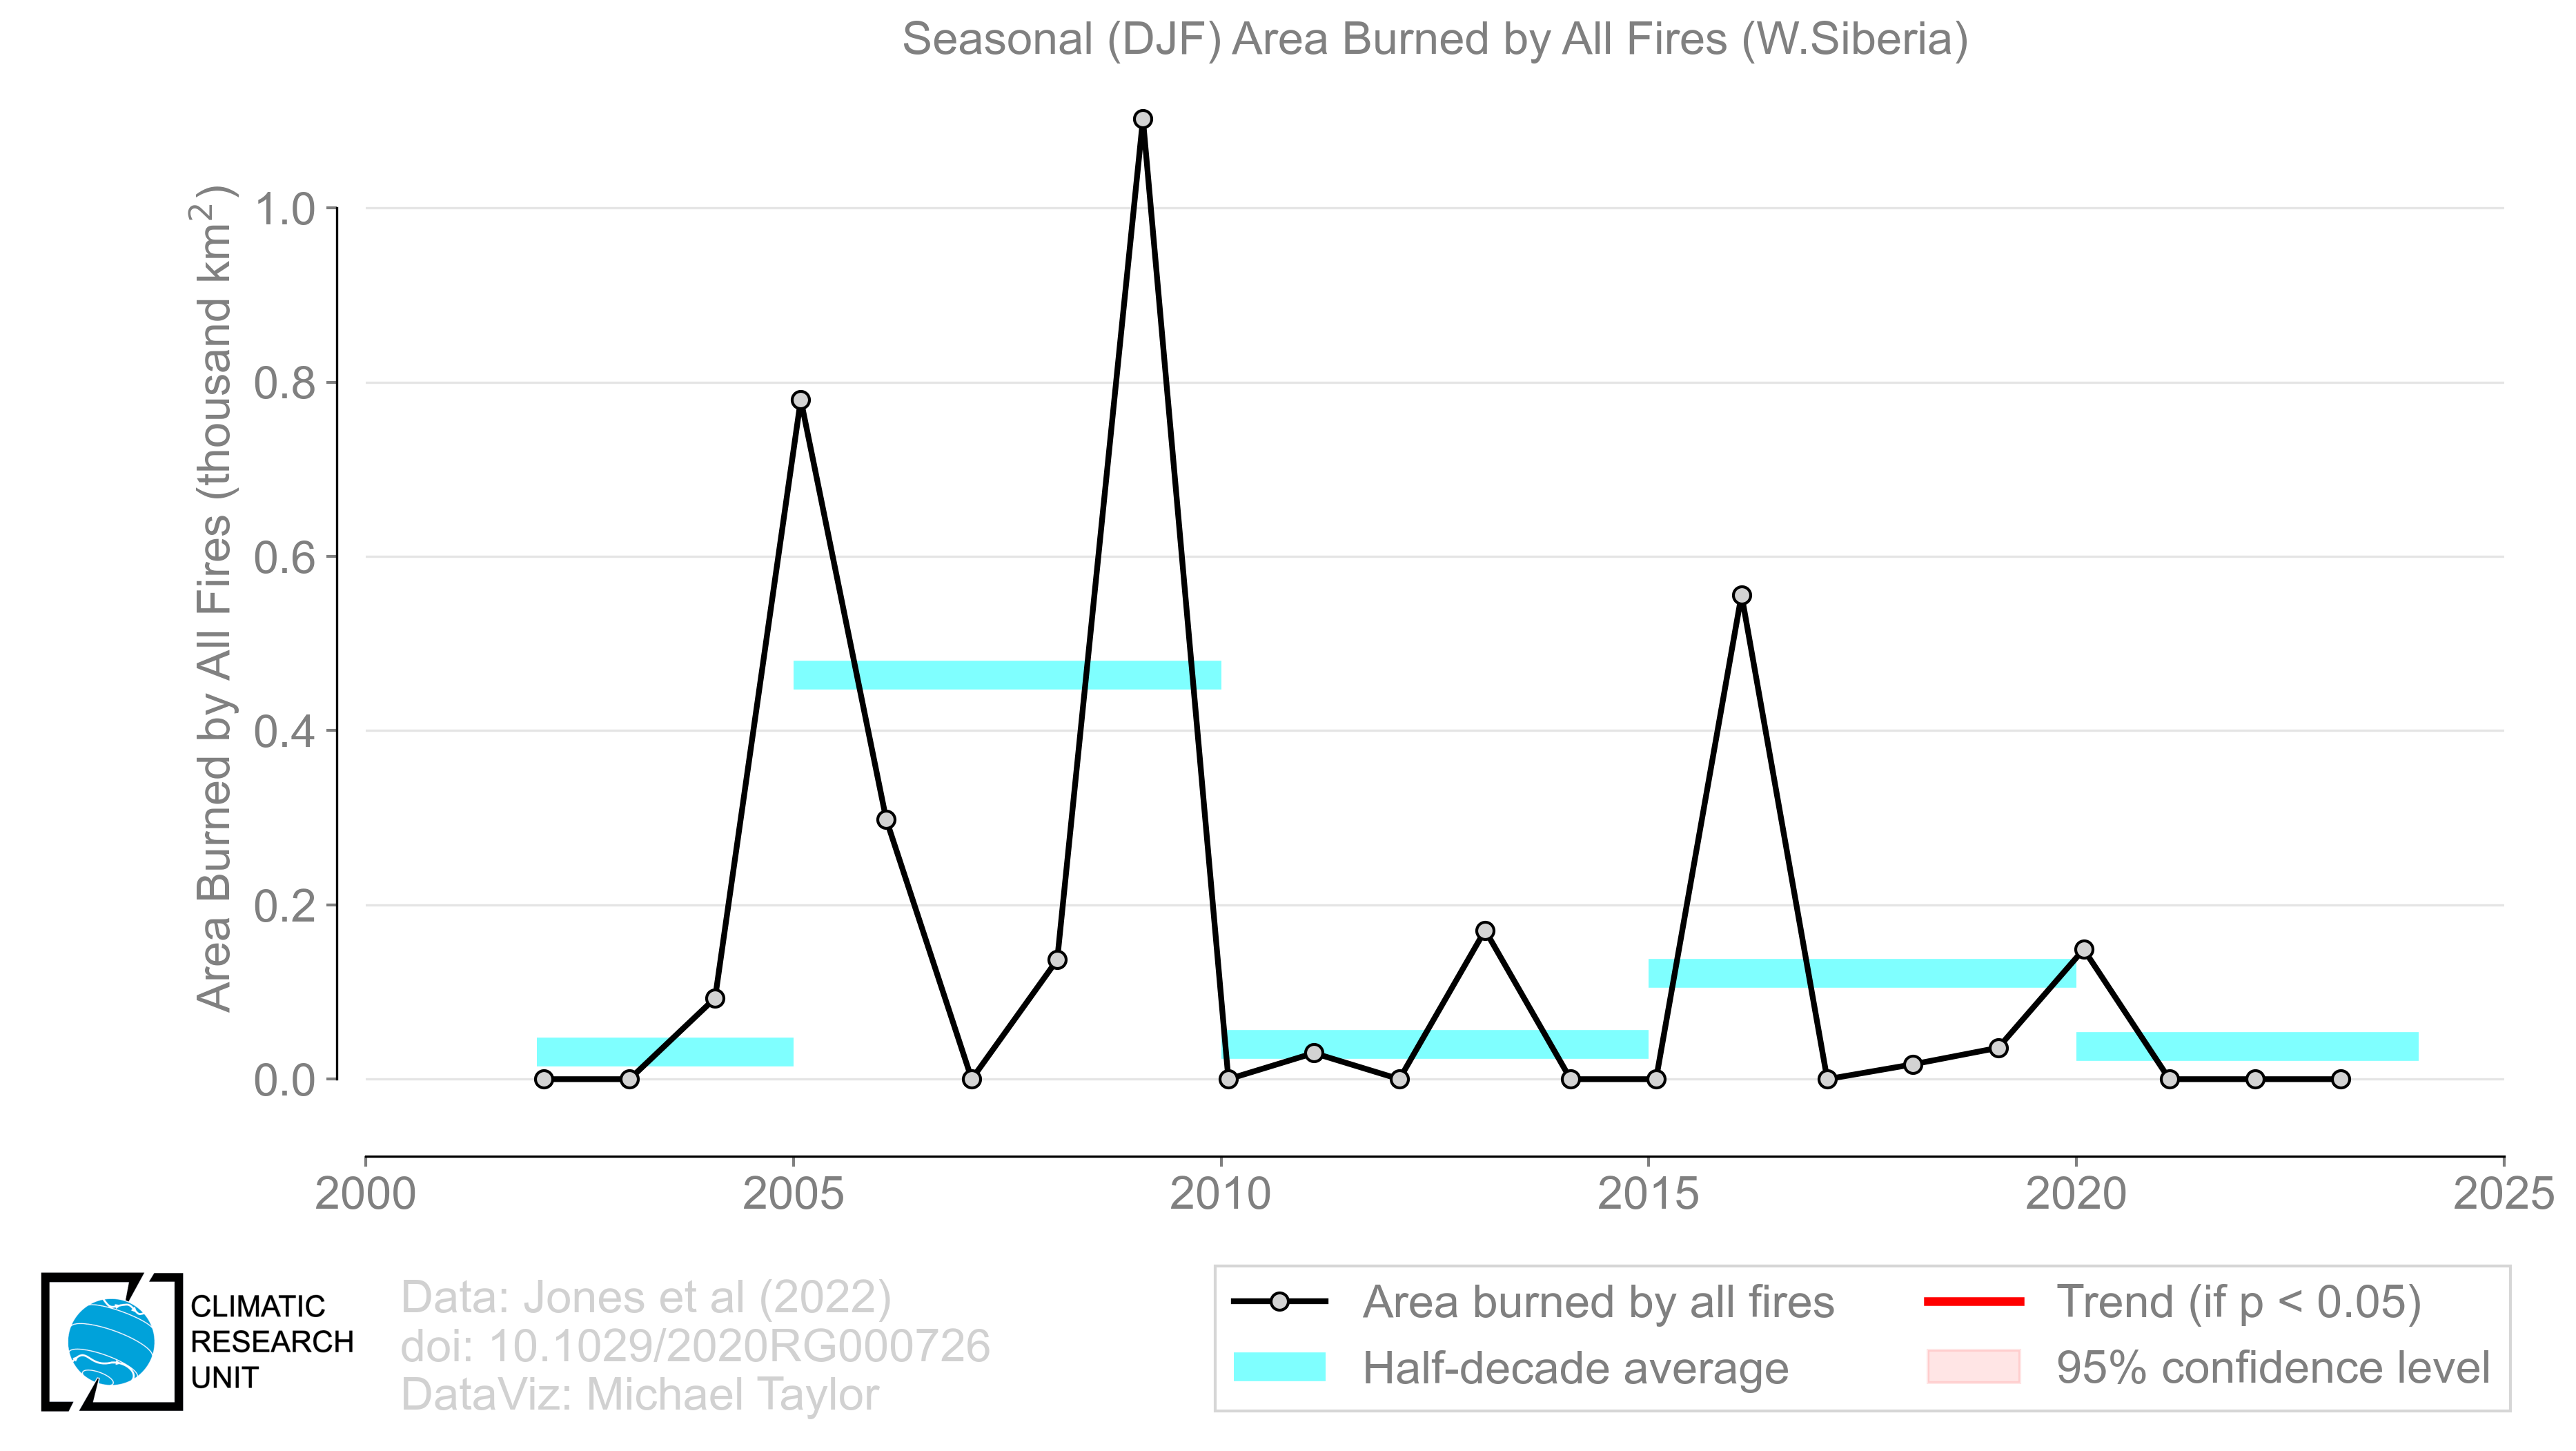 Seasonal (DJF) Area Burned by All Fires (W.Siberia)
Area Burned by All Fires (thousand km²)
1.0
0.8
0.6
0.4
0.2
0.0
2000
2005
2010
2015
2020
2025
CLIMATIC
RESEARCH
UNIT
Data: Jones et al (2022)
doi: 10.1029/2020RG000726
DataViz: Michael Taylor
Area burned by all fires
Half-decade average
Trend (if p < 0.05)
95% confidence level